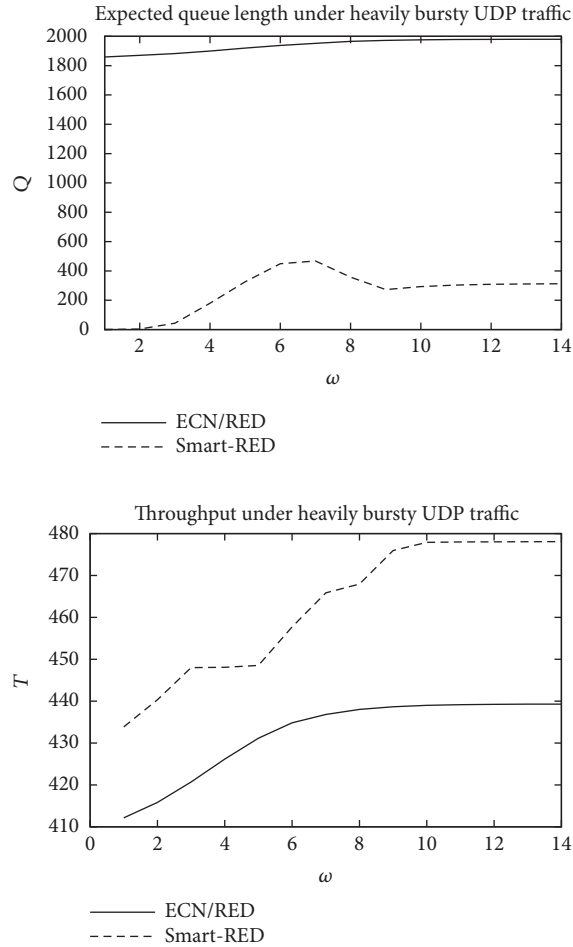 Expected queue length under heavily bursty UDP traffic
2000
1800
1600
1400
1200
1000
800
600
400
200
0
Q
2 4 6 8 10 12 14
ω
ECN/RED
Smart-RED
Throughput under heavily bursty UDP traffic
480
470
460
450
440
430
420
410
T
0 2 4 6 8 10 12 14
ω
ECN/RED
Smart-RED